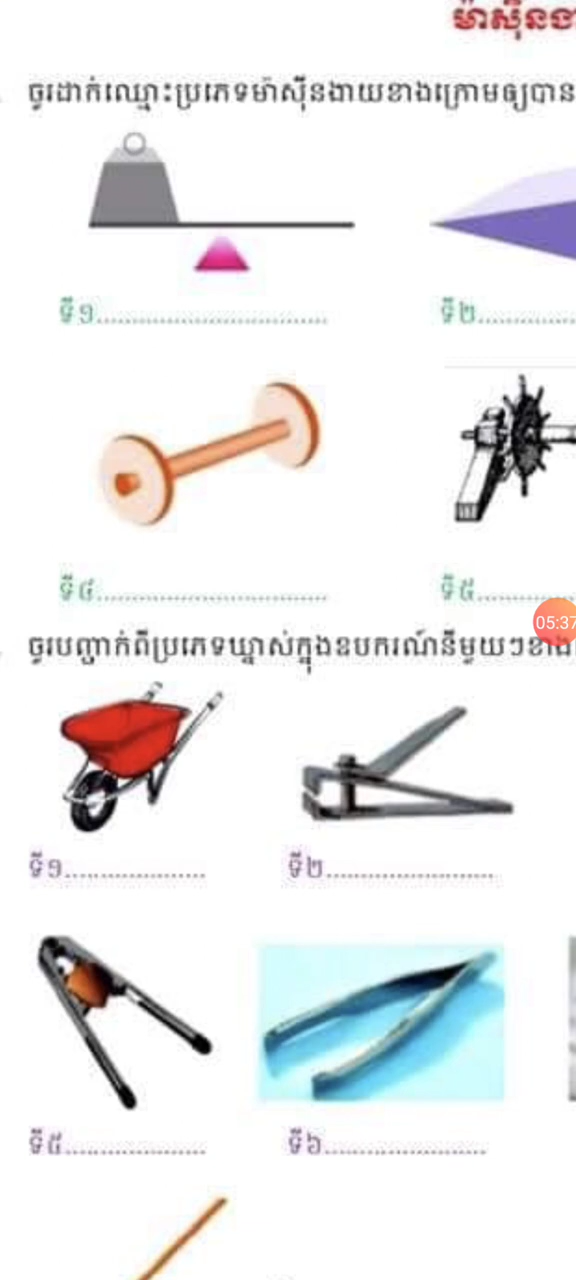 ម៉ាស៊ីនងា
ចូរដាក់ឈ្មោះប្រភេទម៉ាស៊ីនងាយខាងក្រោមឲ្យបាន
ទី១................................. ទី២..............
ទី៤................................. ទី៥..............
05:37
ចូរបញ្ជាក់ពីប្រភេទឃ្នាស់ក្នុងឧបករណ៍នីមួយៗខាង
ទី១.................... ទី២........................
ទី៥.................... ទី៦.......................